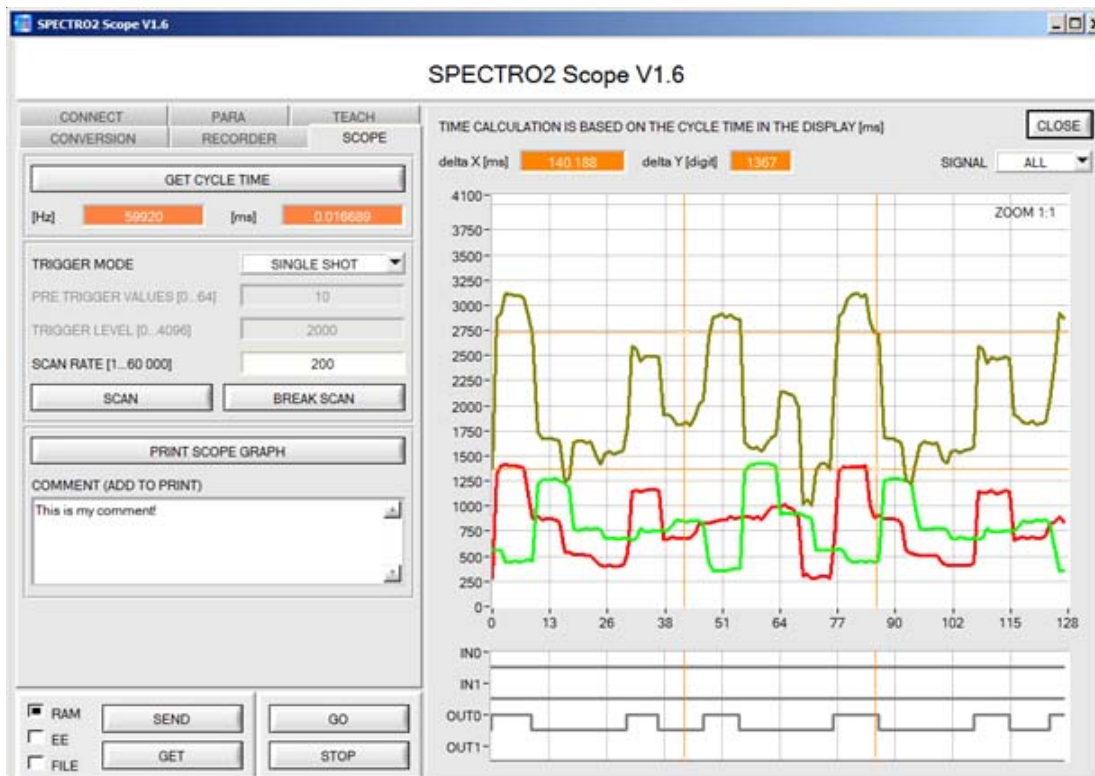 SPECTRO2 Scope V1.6
SPECTRO2 Scope V1.6
CONNECT PARA TEACH
CONVERSION RECORDER SCOPE
GET CYCLE TIME
[Hz] 59920 [ms] 0.016689
TRIGGER MODE SINGLE SHOT
PRE TRIGGER VALUES [0..64] 10
TRIGGER LEVEL [0..4096] 2000
SCAN RATE [1...60 000] 200
SCAN BREAK SCAN
PRINT SCOPE GRAPH
COMMENT (ADD TO PRINT)
This is my comment!
RAM
EE
FILE
SEND GO
GET STOP
TIME CALCULATION IS BASED ON THE CYCLE TIME IN THE DISPLAY [ms]
CLOSE
delta X [ms] 140.188 delta Y [digit] 1367 SIGNAL ALL
ZOOM 1:1
4100
3750
3500
3250
3000
2750
2500
2250
2000
1750
1500
1250
1000
750
500
250
0
0 13 26 38 51 64 77 90 102 115 128
IN0
IN1
OUT0
OUT1